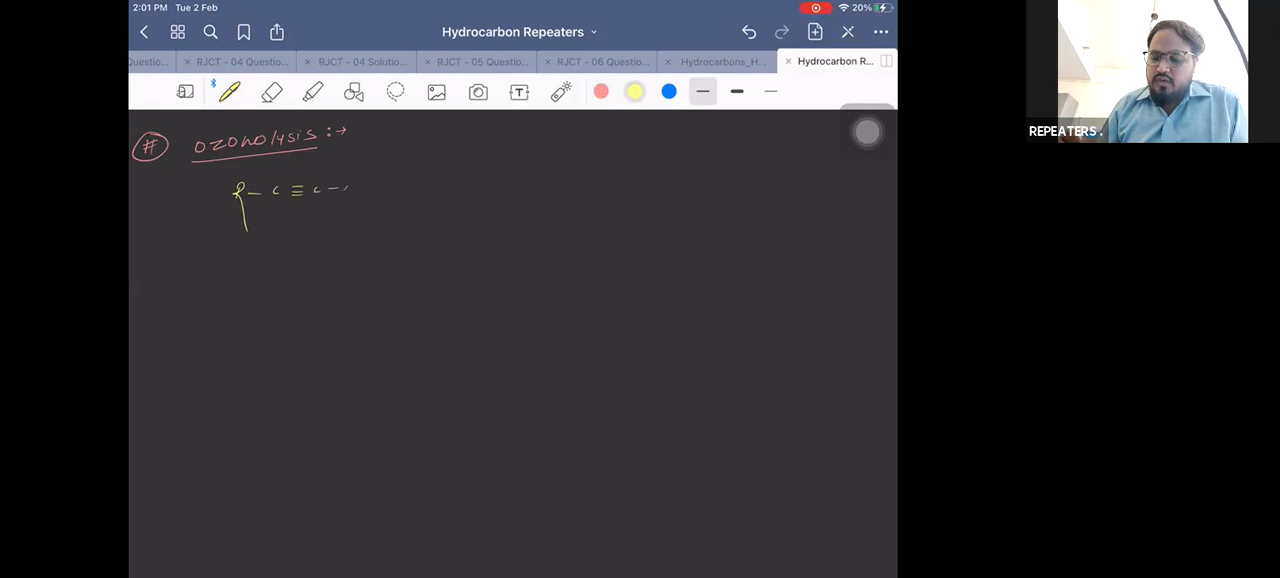 2:01 PM Tue 2 Feb
20%
Hydrocarbon Repeaters
Questio...
RJCT - 04 Questio...
RJCT - 04 Solutio...
RJCT - 05 Questio...
RJCT - 06 Questio...
Hydrocarbons_H...
Hydrocarbon R...
T
# OZONOlysis :→
R - C ≡ C -
REPEATERS .